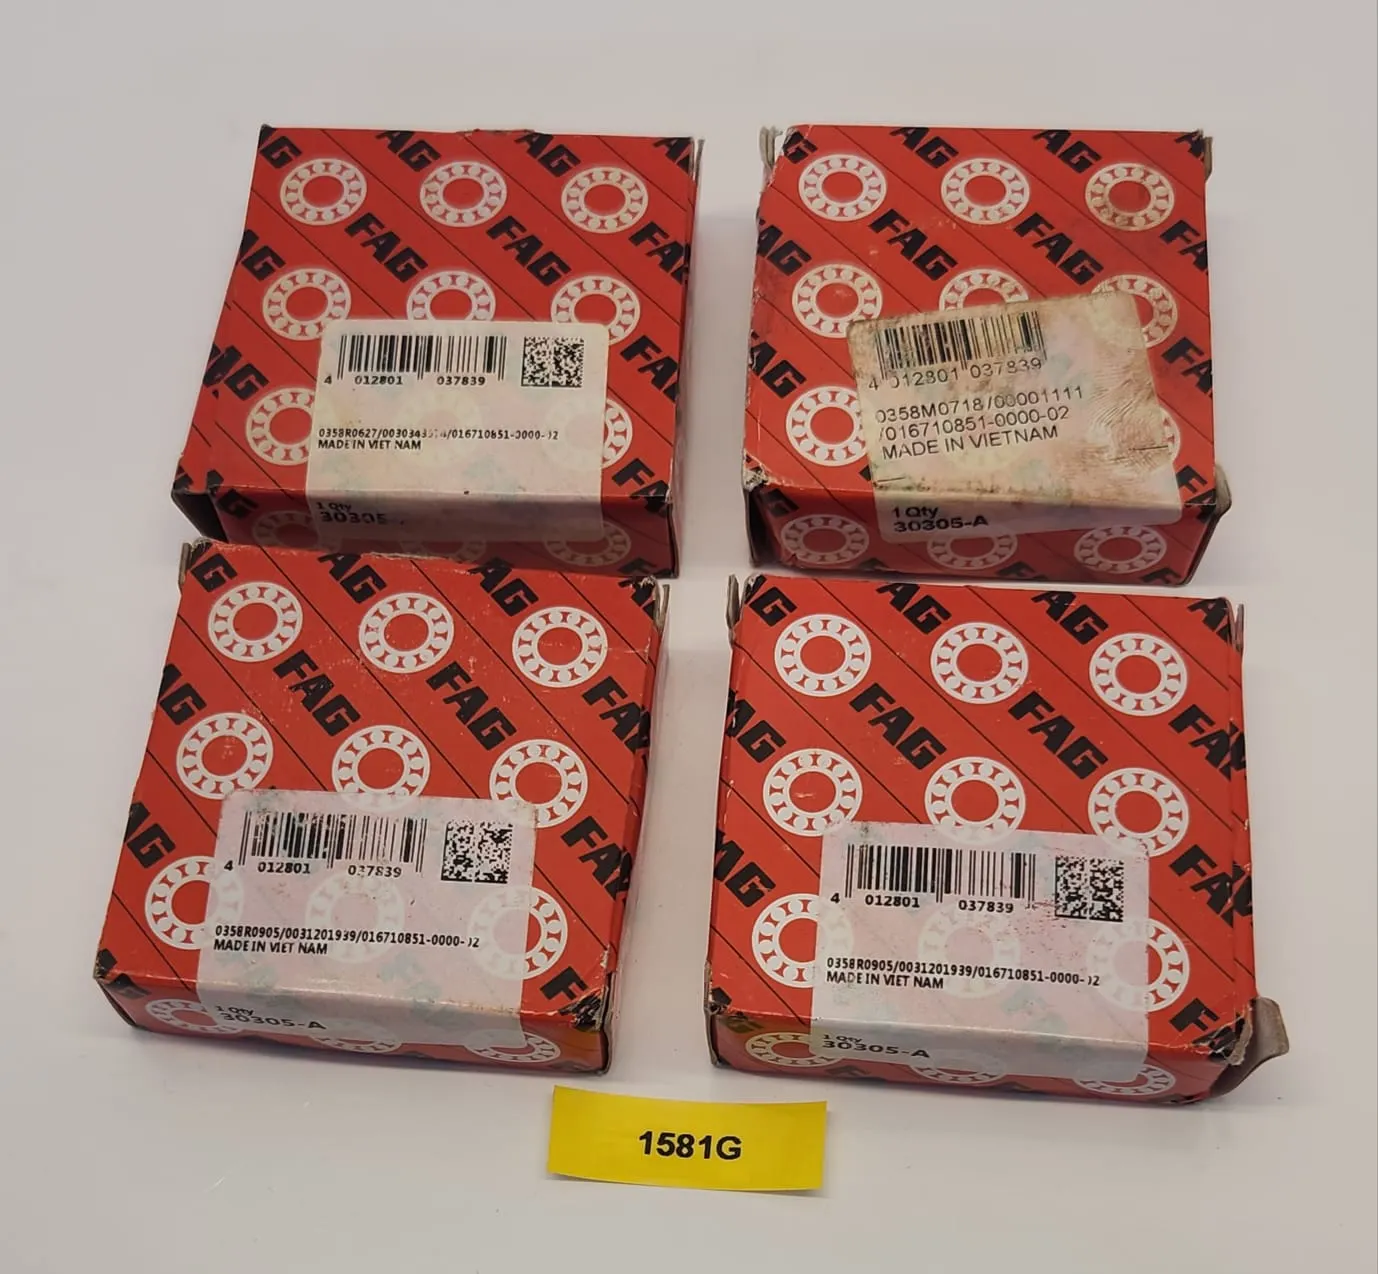 FAG
4 012801 037839
MADE IN VIET NAM
1 Qty
30305
FAG
4 012801 037839
0358M0718/00001111
/016710851-0000-02
MADE IN VIETNAM
1 Qty
30305-A
FAG
4 012801 037839
0358R0905/0031201939/016710851-0000-02
MADE IN VIET NAM
1 Qty
30305-A
FAG
4 012801 037839
0358R0905/0031201939/016710851-0000-02
MADE IN VIET NAM
1 Qty
30305-A
1581G